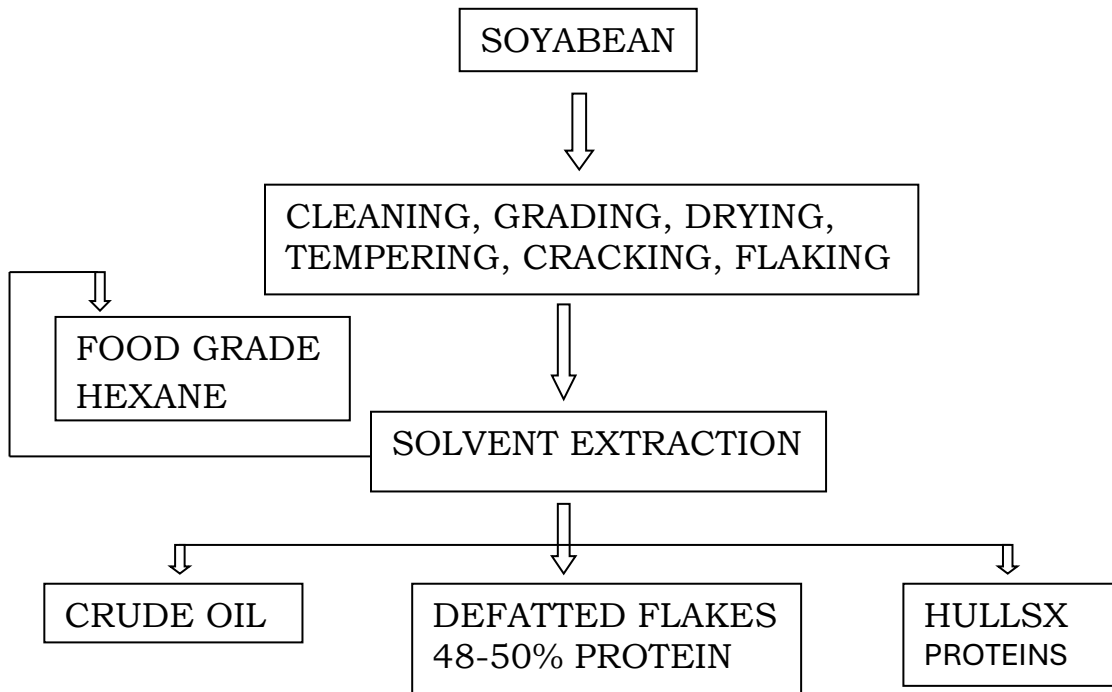 SOYABEAN
CLEANING, GRADING, DRYING,
TEMPERING, CRACKING, FLAKING
FOOD GRADE
HEXANE
SOLVENT EXTRACTION
CRUDE OIL
DEFATTED FLAKES
48-50% PROTEIN
HULLSX
PROTEINS